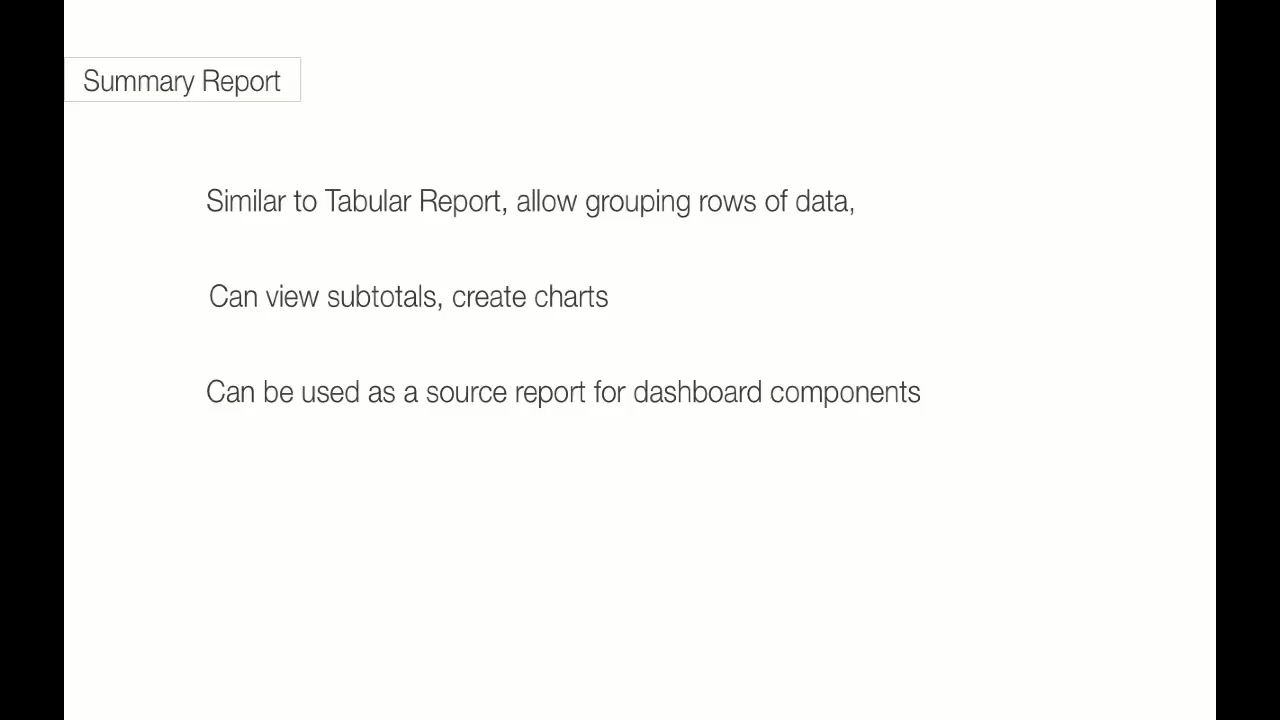 Summary Report
Similar to Tabular Report, allow grouping rows of data,
Can view subtotals, create charts
Can be used as a source report for dashboard components